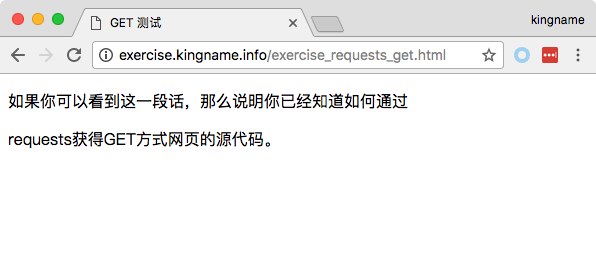 GET 测试
kingname
exercise.kingname.info/exercise_requests_get.html
如果你可以看到这一段话，那么说明你已经知道如何通过
requests获得GET方式网页的源代码。